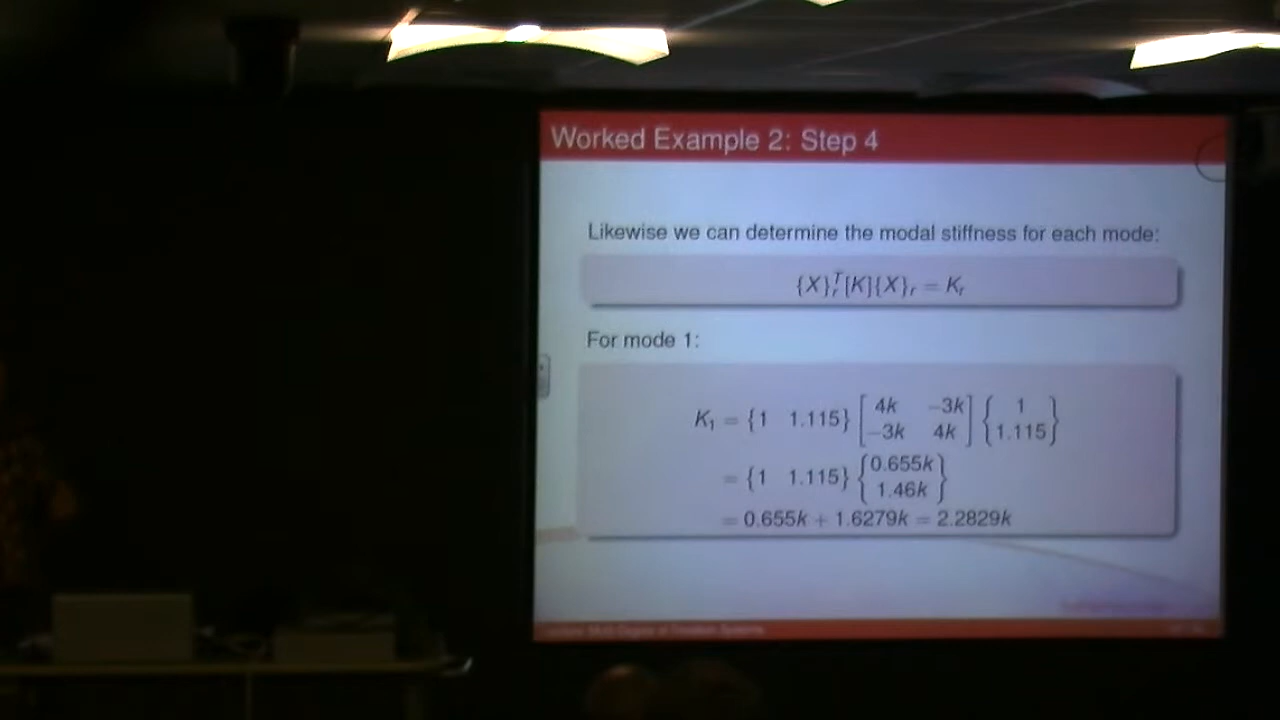 Worked Example 2: Step 4
Likewise we can determine the modal stiffness for each mode:
{X}ᵣᵀ[K]{X}ᵣ = Kᵣ
For mode 1:
K₁ = {1 1.115} [4k −3k; −3k 4k] {1; 1.115}
= {1 1.115} {0.655k; 1.46k}
= 0.655k + 1.6279k = 2.2829k